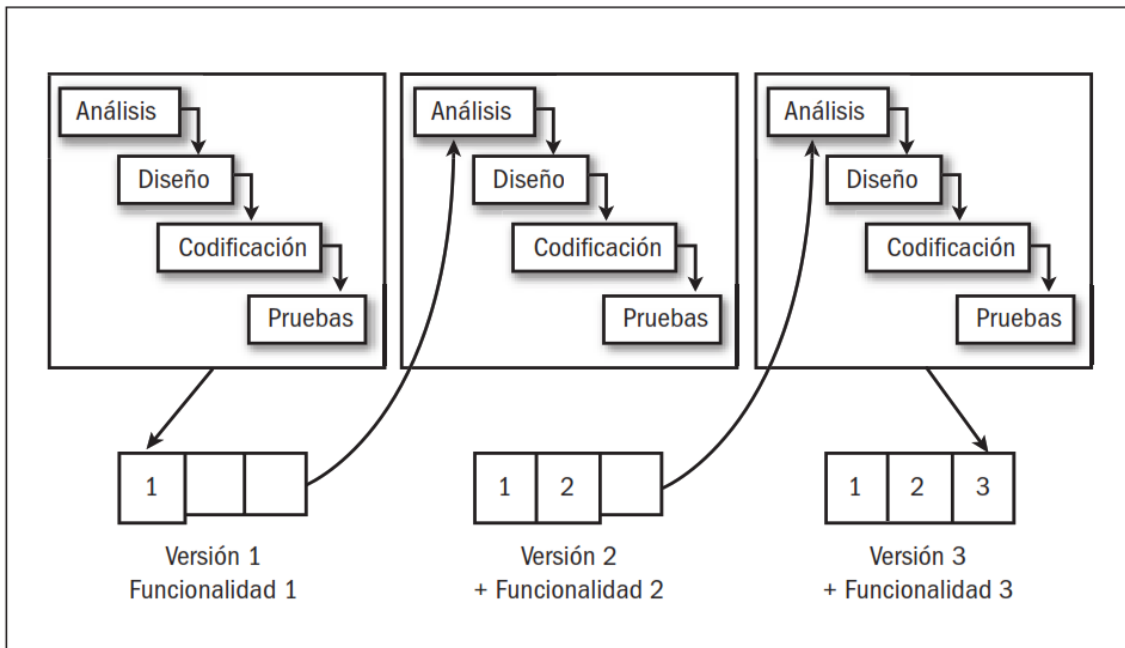 Análisis
Diseño
Codificación
Pruebas
Análisis
Diseño
Codificación
Pruebas
Análisis
Diseño
Codificación
Pruebas
1
1 2
1 2 3
Versión 1
Funcionalidad 1
Versión 2
+ Funcionalidad 2
Versión 3
+ Funcionalidad 3